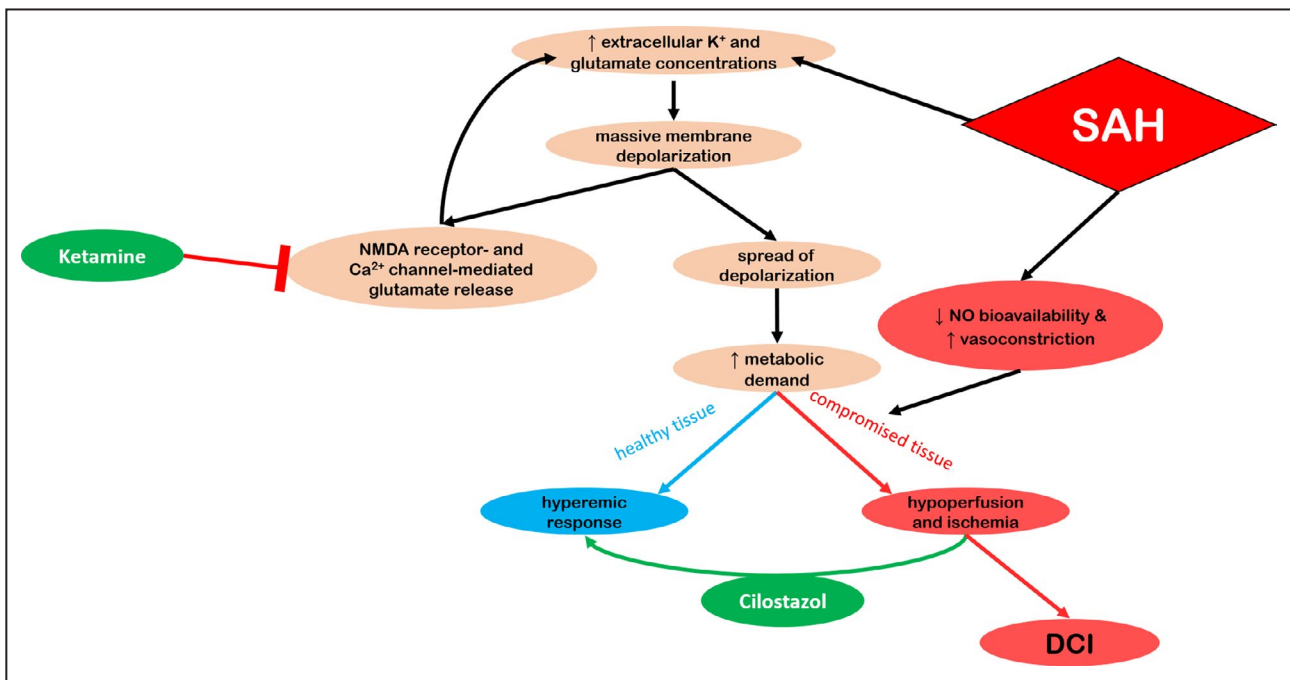 ↑ extracellular K⁺ and
glutamate concentrations
SAH
massive membrane
depolarization
Ketamine
NMDA receptor- and
Ca²⁺ channel-mediated
glutamate release
spread of
depolarization
↓ NO bioavailability &
↑ vasoconstriction
↑ metabolic
demand
healthy tissue
compromised tissue
hyperemic
response
hypoperfusion
and ischemia
Cilostazol
DCI